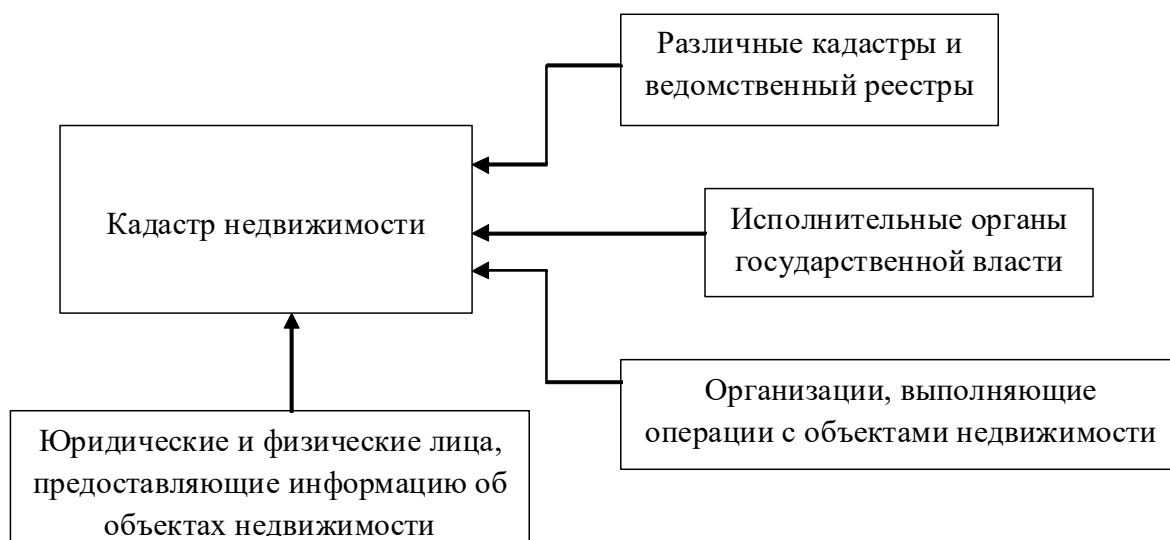 Различные кадастры и
ведомственный реестры
Кадастр недвижимости
Исполнительные органы
государственной власти
Организации, выполняющие
операции с объектами недвижимости
Юридические и физические лица,
предоставляющие информацию об
объектах недвижимости